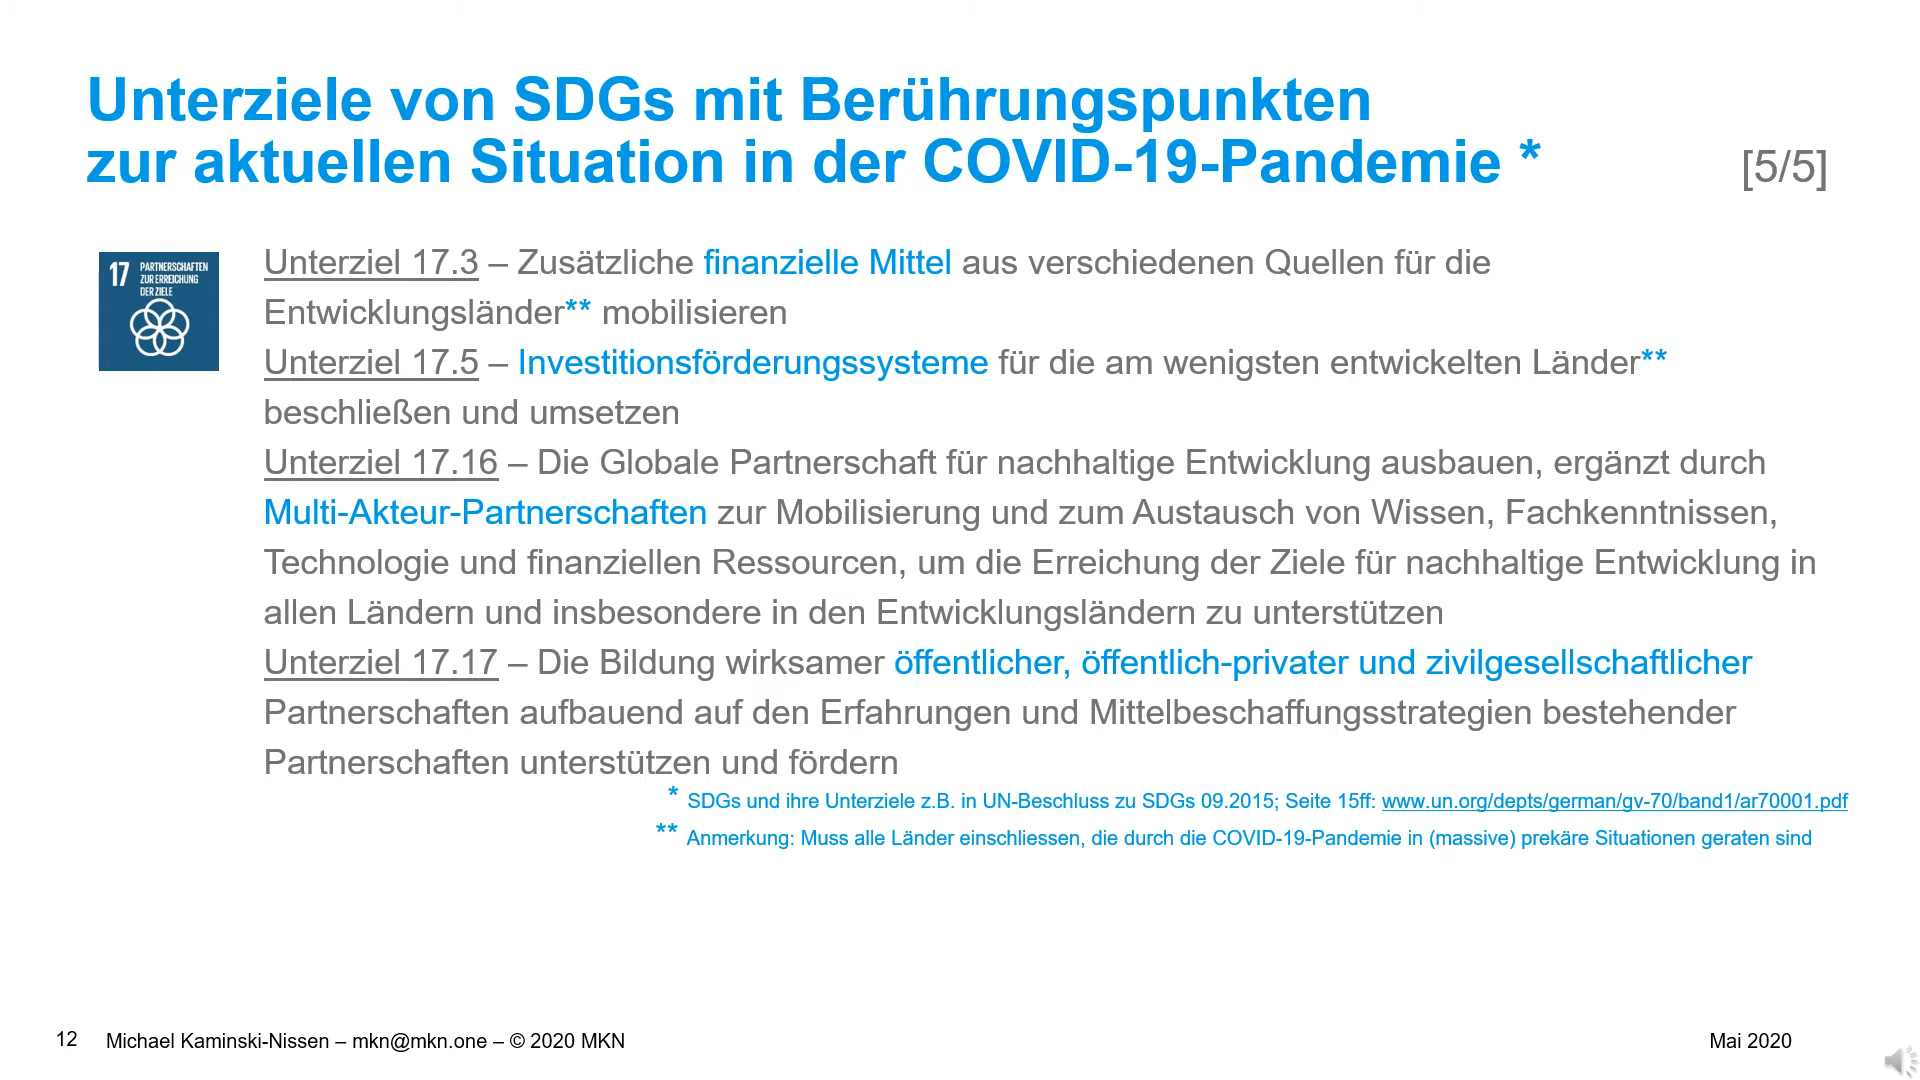 Unterziele von SDGs mit Berührungspunkten
zur aktuellen Situation in der COVID-19-Pandemie *
[5/5]
17 PARTNERSCHAFTEN
ZUR ERREICHUNG
DER ZIELE
Unterziel 17.3 – Zusätzliche finanzielle Mittel aus verschiedenen Quellen für die
Entwicklungsländer** mobilisieren
Unterziel 17.5 – Investitionsförderungssysteme für die am wenigsten entwickelten Länder**
beschließen und umsetzen
Unterziel 17.16 – Die Globale Partnerschaft für nachhaltige Entwicklung ausbauen, ergänzt durch
Multi-Akteur-Partnerschaften zur Mobilisierung und zum Austausch von Wissen, Fachkenntnissen,
Technologie und finanziellen Ressourcen, um die Erreichung der Ziele für nachhaltige Entwicklung in
allen Ländern und insbesondere in den Entwicklungsländern zu unterstützen
Unterziel 17.17 – Die Bildung wirksamer öffentlicher, öffentlich-privater und zivilgesellschaftlicher
Partnerschaften aufbauend auf den Erfahrungen und Mittelbeschaffungsstrategien bestehender
Partnerschaften unterstützen und fördern
* SDGs und ihre Unterziele z.B. in UN-Beschluss zu SDGs 09.2015; Seite 15ff: www.un.org/depts/german/gv-70/band1/ar70001.pdf
** Anmerkung: Muss alle Länder einschliessen, die durch die COVID-19-Pandemie in (massive) prekäre Situationen geraten sind
12 Michael Kaminski-Nissen – mkn@mkn.one – © 2020 MKN
Mai 2020